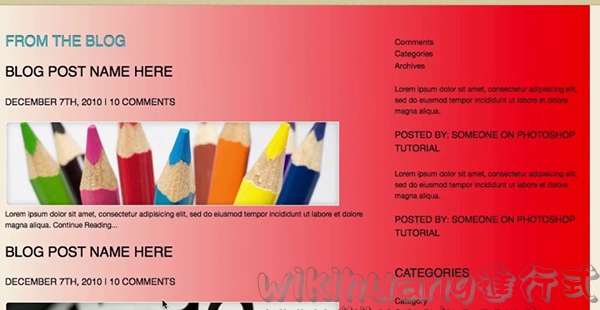 FROM THE BLOG
BLOG POST NAME HERE
DECEMBER 7TH, 2010 | 10 COMMENTS
Lorem ipsum dolor sit amet, consectetur adipisicing elit, sed do eiusmod tempor incididunt ut labore et dolore
magna aliqua. Continue Reading...
BLOG POST NAME HERE
DECEMBER 7TH, 2010 | 10 COMMENTS
Comments
Categories
Archives
Lorem ipsum dolor sit amet, consectetur adipisicing elit,
sed do eiusmod tempor incididunt ut labore et dolore
magna aliqua.
POSTED BY: SOMEONE ON PHOTOSHOP
TUTORIAL
Lorem ipsum dolor sit amet, consectetur adipisicing elit,
sed do eiusmod tempor incididunt ut labore et dolore
magna aliqua.
POSTED BY: SOMEONE ON PHOTOSHOP
TUTORIAL
CATEGORIES
Category
wikihuang進行式